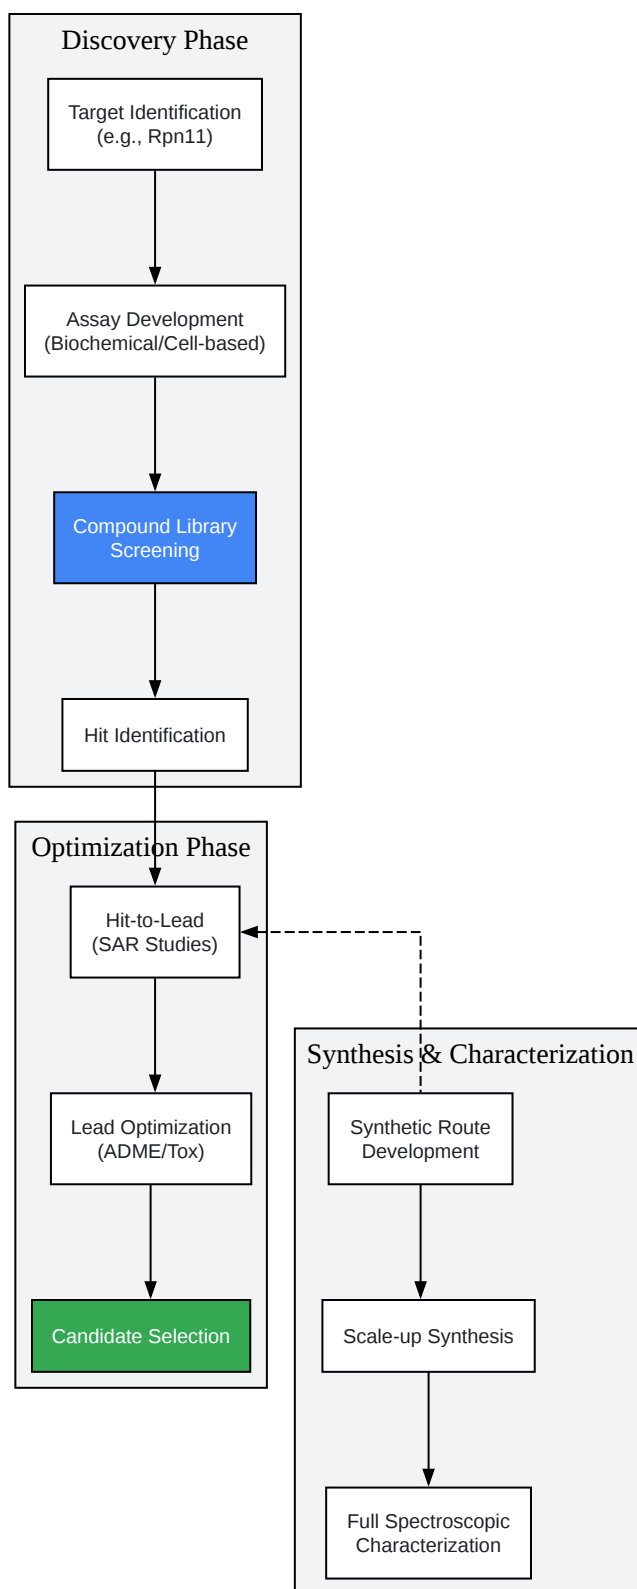 Discovery Phase
Target Identification
(e.g., Rpn11)
Assay Development
(Biochemical/Cell-based)
Compound Library
Screening
Hit Identification
Optimization Phase
Hit-to-Lead
(SAR Studies)
Lead Optimization
(ADME/Tox)
Candidate Selection
Synthesis & Characterization
Synthetic Route
Development
Scale-up Synthesis
Full Spectroscopic
Characterization